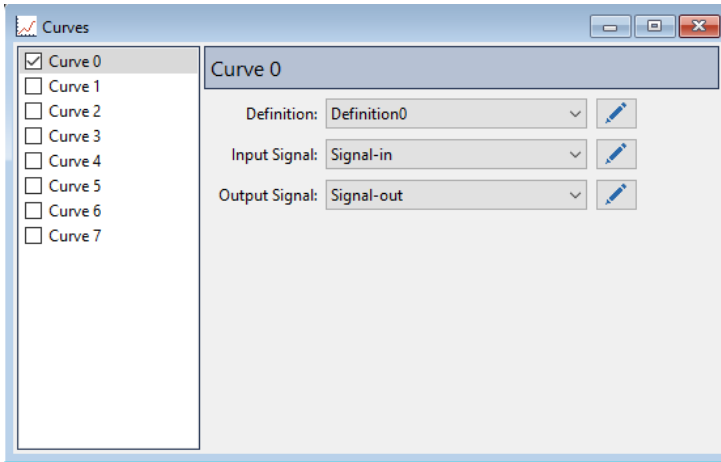 Curves
Curve 0
Curve 1
Curve 2
Curve 3
Curve 4
Curve 5
Curve 6
Curve 7
Curve 0
Definition: Definition0
Input Signal: Signal-in
Output Signal: Signal-out